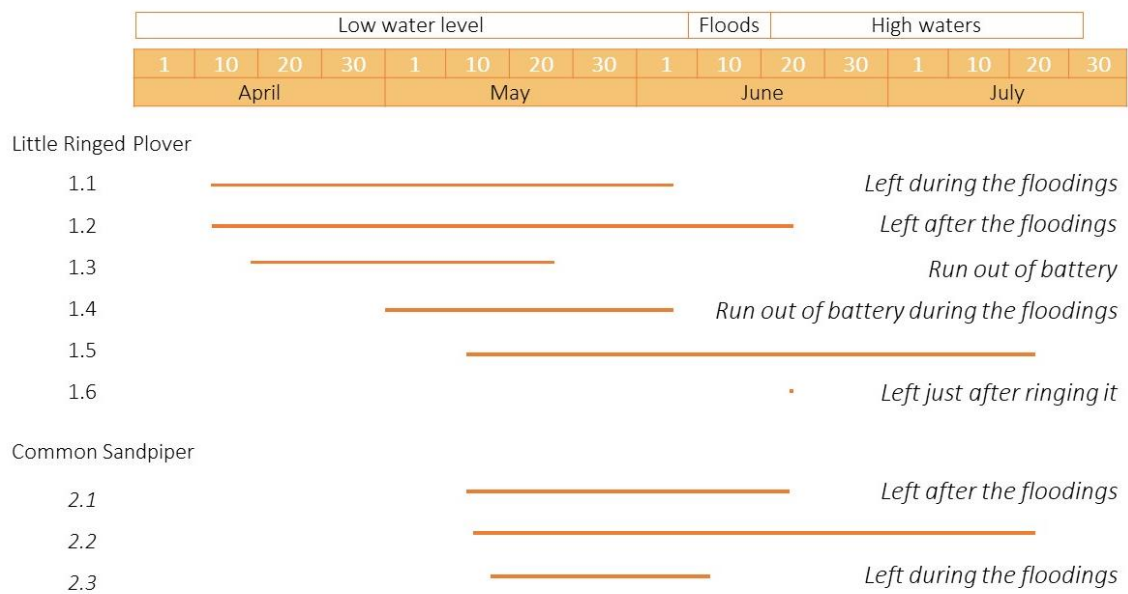 Low water level Floods High waters
1 10 20 30 1 10 20 30 1 10 20 30 1 10 20 30
April May June July
Little Ringed Plover
1.1 Left during the floodings
1.2 Left after the floodings
1.3 Run out of battery
1.4 Run out of battery during the floodings
1.5
1.6 Left just after ringing it
Common Sandpiper
2.1 Left after the floodings
2.2
2.3 Left during the floodings